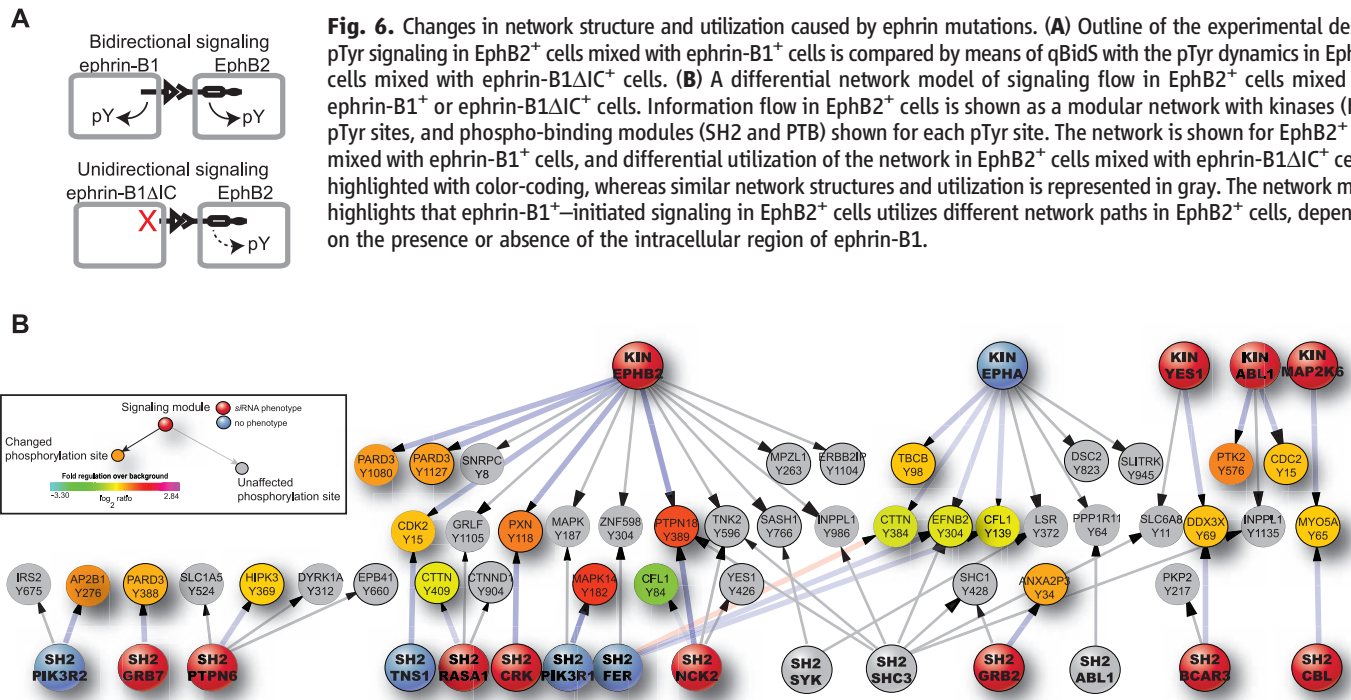 A
Bidirectional signaling
ephrin-B1 EphB2
pY pY
Unidirectional signaling
ephrin-B1ΔIC EphB2
X
pY
Fig. 6. Changes in network structure and utilization caused by ephrin mutations. (A) Outline of the experimental
pTyr signaling in EphB2+ cells mixed with ephrin-B1+ cells is compared by means of qBidS with the pTyr dynamics in
cells mixed with ephrin-B1ΔIC+ cells. (B) A differential network model of signaling flow in EphB2+ cells mixed
ephrin-B1+ or ephrin-B1ΔIC+ cells. Information flow in EphB2+ cells is shown as a modular network with kinases
pTyr sites, and phospho-binding modules (SH2 and PTB) shown for each pTyr site. The network is shown for EphB2+
mixed with ephrin-B1+ cells, and differential utilization of the network in EphB2+ cells mixed with ephrin-B1ΔIC+
highlighted with color-coding, whereas similar network structures and utilization is represented in gray. The network
highlights that ephrin-B1+–initiated signaling in EphB2+ cells utilizes different network paths in EphB2+ cells,
on the presence or absence of the intracellular region of ephrin-B1.
B
Signaling module
siRNA phenotype
no phenotype
Changed
phosphorylation site
Fold regulation over background
-3.30 log2 ratio 2.84
Unaffected
phosphorylation site
KIN EPHB2
KIN EPHA
KIN YES1
KIN ABL1
KIN MAP2K6
PARD3 Y1080
PARD3 Y1127
SNRPC Y8
MPZL1 Y263
ERBB2IP Y1104
TBCB Y98
DSC2 Y823
SLITRK Y945
PTK2 Y576
CDC2 Y15
CDK2 Y15
GRLF Y1105
PXN Y118
MAPK Y187
ZNF598 Y304
PTPN18 Y389
TNK2 Y596
SASH1 Y766
INPPL1 Y986
CTTN Y384
EFNB2 Y304
CFL1 Y139
LSR Y372
PPP1R11 Y64
SLC6A8 Y11
DDX3X Y69
INPPL1 Y1135
MYO5A Y65
IRS2 Y675
AP2B1 Y276
PARD3 Y388
SLC1A5 Y524
HIPK3 Y369
DYRK1A Y312
EPB41 Y660
CTTN Y409
CTNND1 Y904
MAPK14 Y182
CFL1 Y84
YES1 Y426
SHC1 Y428
ANXA2P3 Y34
PKP2 Y217
SH2 PIK3R2
SH2 GRB7
SH2 PTPN6
SH2 TNS1
SH2 RASA1
SH2 CRK
SH2 PIK3R1
SH2 FER
SH2 NCK2
SH2 SYK
SH2 SHC3
SH2 GRB2
SH2 ABL1
SH2 BCAR3
SH2 CBL